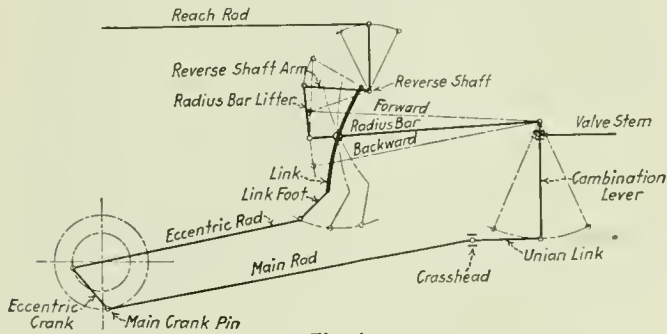 Reach Rod
Reverse Shaft Arm
Reverse Shaft
Radius Bar Lifter
Forward
Radius Bar
Backward
Valve Stem
Link
Link Foot
Combination
Lever
Eccentric Rod
Main Rod
Crosshead
Union Link
Eccentric
Crank
Main Crank Pin